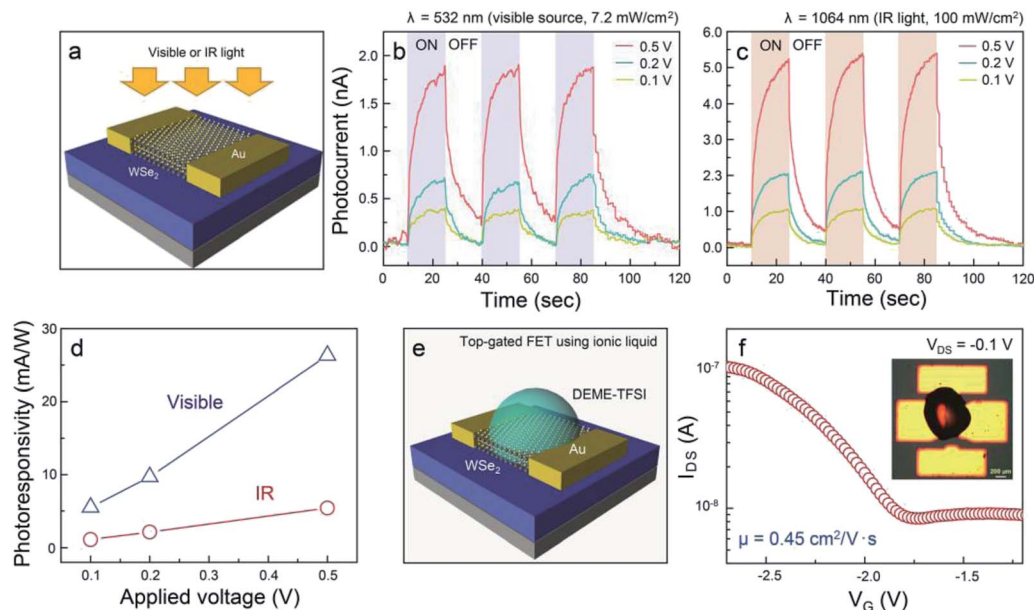 λ = 532 nm (visible source, 7.2 mW/cm²)
λ = 1064 nm (IR light, 100 mW/cm²)
a
Visible or IR light
Au
WSe₂
b
ON OFF
0.5 V
0.2 V
0.1 V
Photocurrent (nA)
2.0
1.5
1.0
0.5
0.0
0 20 40 60 80 100 120
Time (sec)
c
ON OFF
0.5 V
0.2 V
0.1 V
6.0
5.0
4.0
3.0
2.3
1.0
0.0
0 20 40 60 80 100 120
Time (sec)
d
Photoresponsivity (mA/W)
30
20
10
0
Visible
IR
0.1 0.2 0.3 0.4 0.5
Applied voltage (V)
e
Top-gated FET using ionic liquid
DEME-TFSI
Au
WSe₂
f
V_DS = -0.1 V
200 μm
I_DS (A)
10⁻⁷
10⁻⁸
μ = 0.45 cm²/V·s
-2.5 -2.0 -1.5
V_G (V)